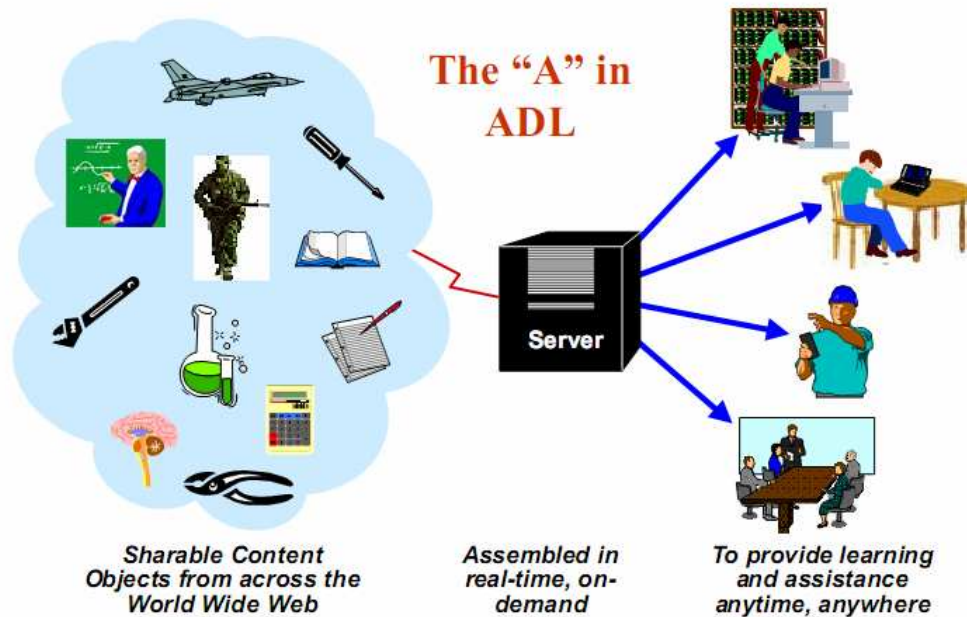 The “A” in
ADL
Server
Sharable Content
Objects from across the
World Wide Web
Assembled in
real-time, on-
demand
To provide learning
and assistance
anytime, anywhere